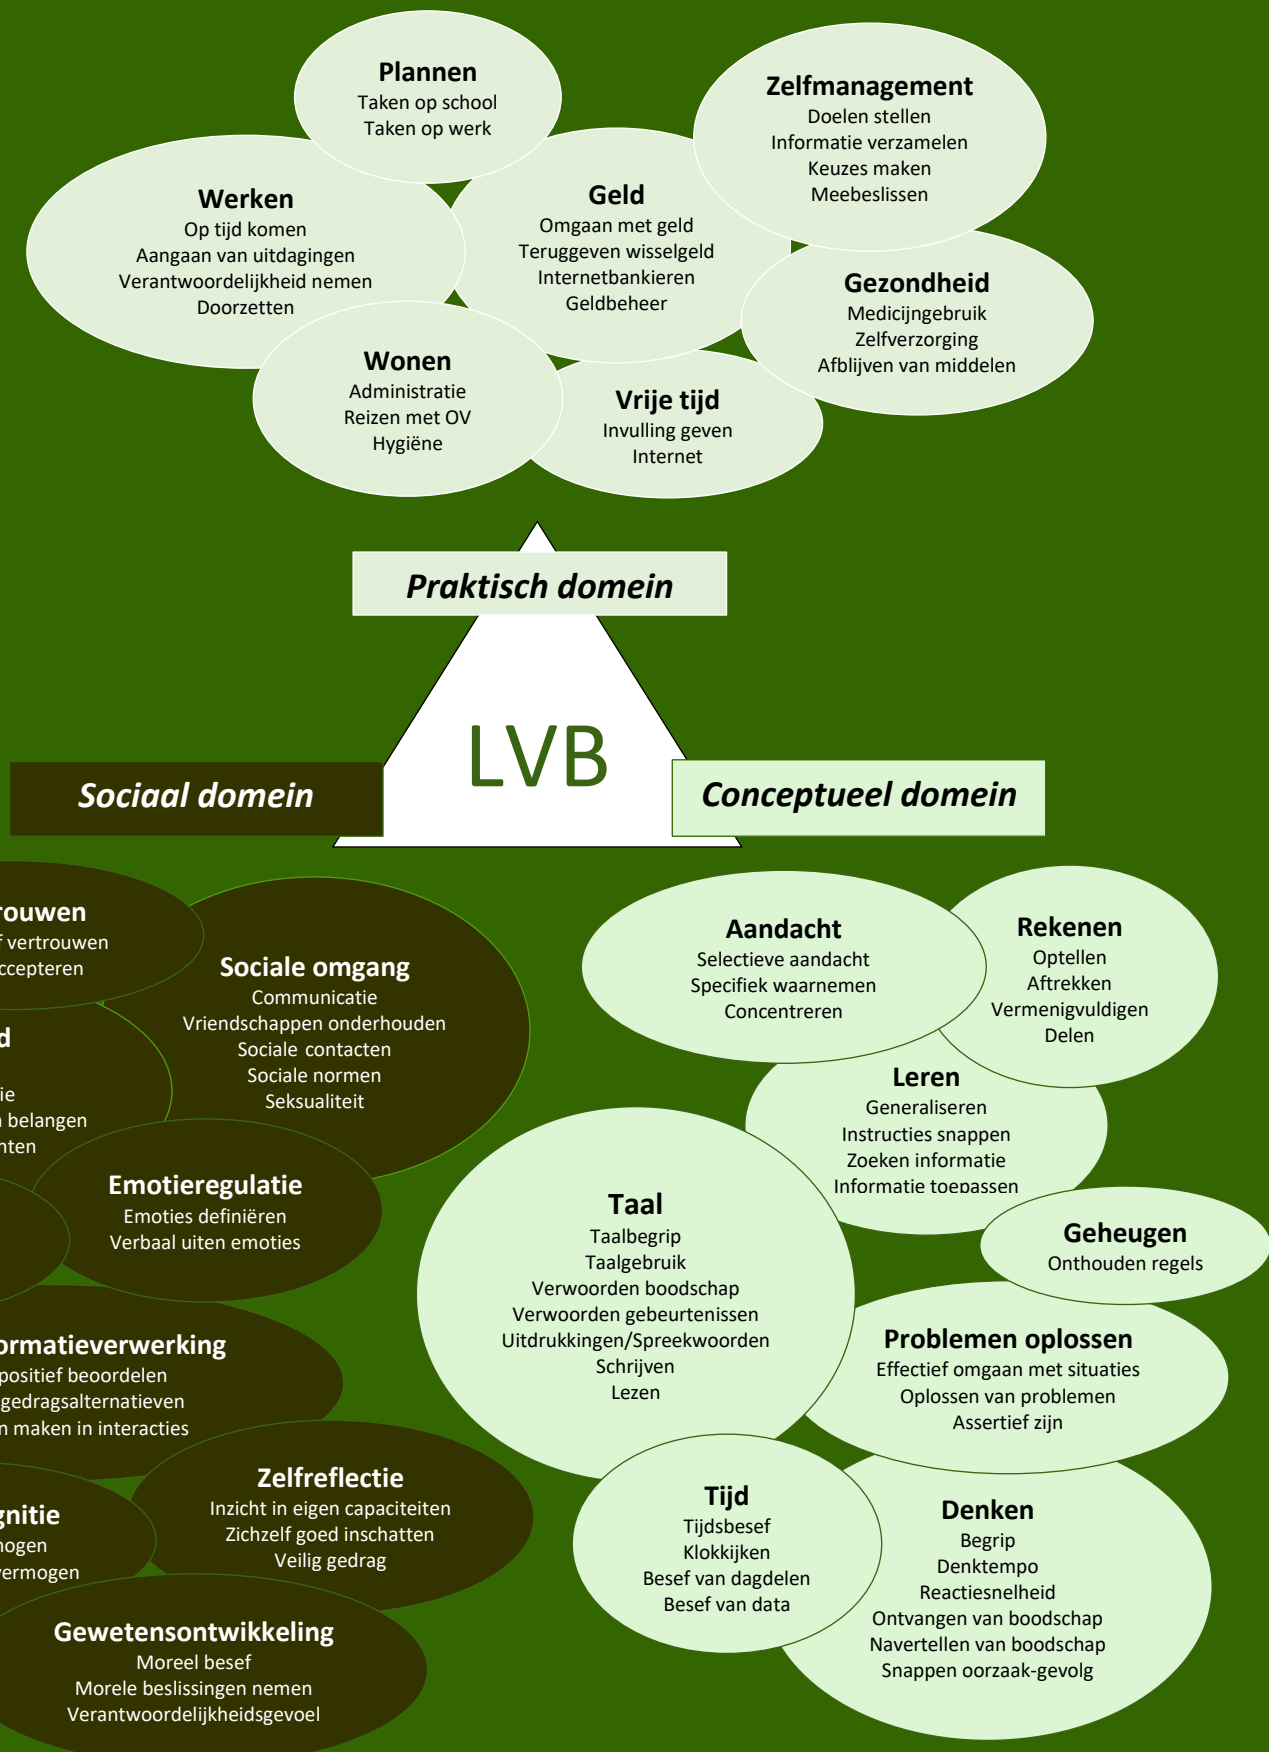 Plannen
Taken op school
Taken op werk
Zelfmanagement
Doelen stellen
Informatie verzamelen
Keuzes maken
Meebeslissen
Werken
Op tijd komen
Aangaan van uitdagingen
Verantwoordelijkheid nemen
Doorzetten
Geld
Omgaan met geld
Teruggeven wisselgeld
Internetbankieren
Geldbeheer
Gezondheid
Medicijngebruik
Zelfverzorging
Afblijven van middelen
Wonen
Administratie
Reizen met OV
Hygiëne
Vrije tijd
Invulling geven
Internet
Praktisch domein
LVB
Sociaal domein
Conceptueel domein
rouwen
f vertrouwen
ccepteren
Sociale omgang
Communicatie
Vriendschappen onderhouden
Sociale contacten
Sociale normen
Seksualiteit
d
ie
belangen
nten
Emotieregulatie
Emoties definiëren
Verbaal uiten emoties
ormatieverwerking
positief beoordelen
gedragsalternatieven
n maken in interacties
Zelfreflectie
Inzicht in eigen capaciteiten
Zichzelf goed inschatten
Veilig gedrag
gnitie
mogen
vermogen
Gewetensontwikkeling
Moreel besef
Morele beslissingen nemen
Verantwoordelijkheidsgevoel
Aandacht
Selectieve aandacht
Specifiek waarnemen
Concentreren
Rekenen
Optellen
Aftrekken
Vermenigvuldigen
Delen
Leren
Generaliseren
Instructies snappen
Zoeken informatie
Informatie toepassen
Taal
Taalbegrip
Taalgebruik
Verwoorden boodschap
Verwoorden gebeurtenissen
Uitdrukkingen/Spreekwoorden
Schrijven
Lezen
Geheugen
Onthouden regels
Problemen oplossen
Effectief omgaan met situaties
Oplossen van problemen
Assertief zijn
Tijd
Tijdsbesef
Klokkijken
Besef van dagdelen
Besef van data
Denken
Begrip
Denktempo
Reactiesnelheid
Ontvangen van boodschap
Navertellen van boodschap
Snappen oorzaak-gevolg